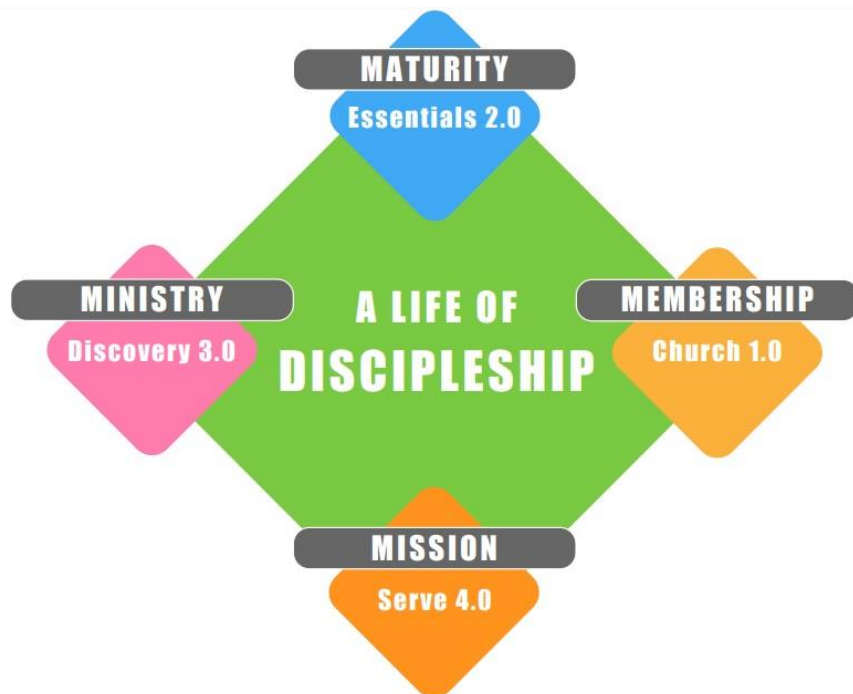 MATURITY
Essentials 2.0
MINISTRY
Discovery 3.0
A LIFE OF
DISCIPLESHIP
MEMBERSHIP
Church 1.0
MISSION
Serve 4.0